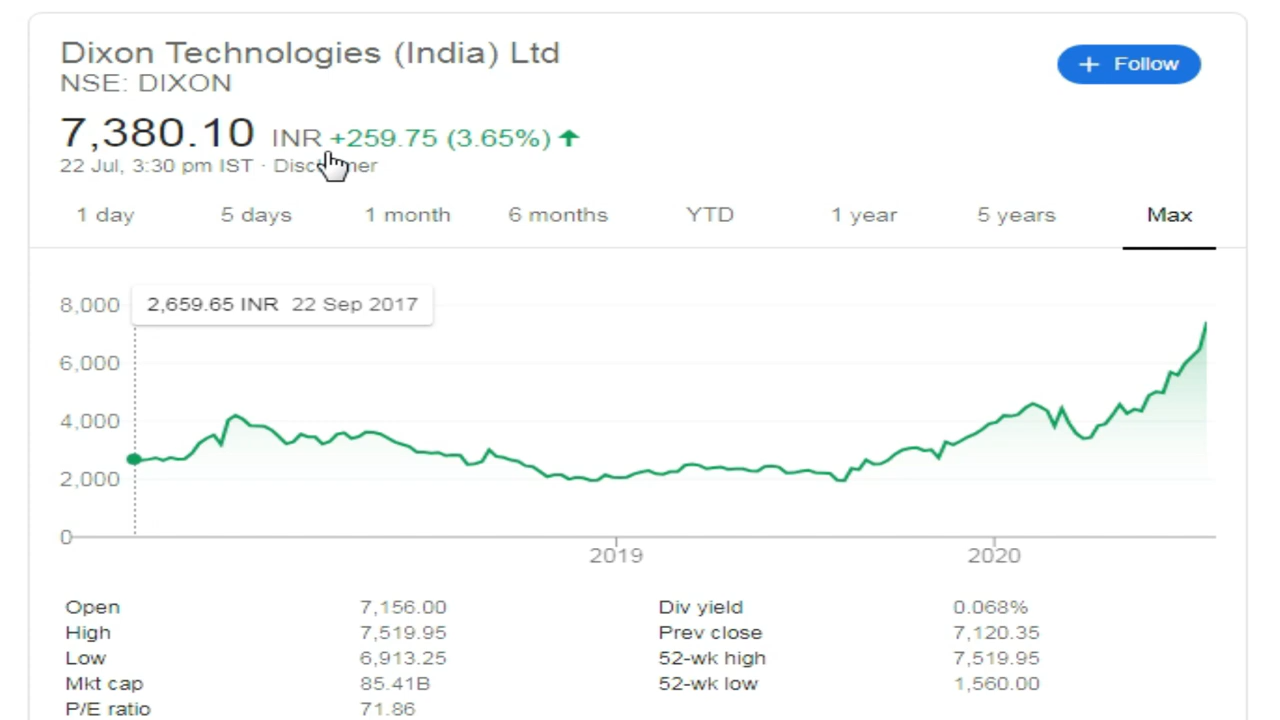 Dixon Technologies (India) Ltd
NSE: DIXON
+ Follow
7,380.10 INR +259.75 (3.65%) ↑
22 Jul, 3:30 pm IST ·
1 day 5 days 1 month 6 months YTD 1 year 5 years Max
2,659.65 INR 22 Sep 2017
8,000
6,000
4,000
2,000
0
2019 2020
Open 7,156.00 Div yield 0.068%
High 7,519.95 Prev close 7,120.35
Low 6,913.25 52-wk high 7,519.95
Mkt cap 85.41B 52-wk low 1,560.00
P/E ratio 71.86